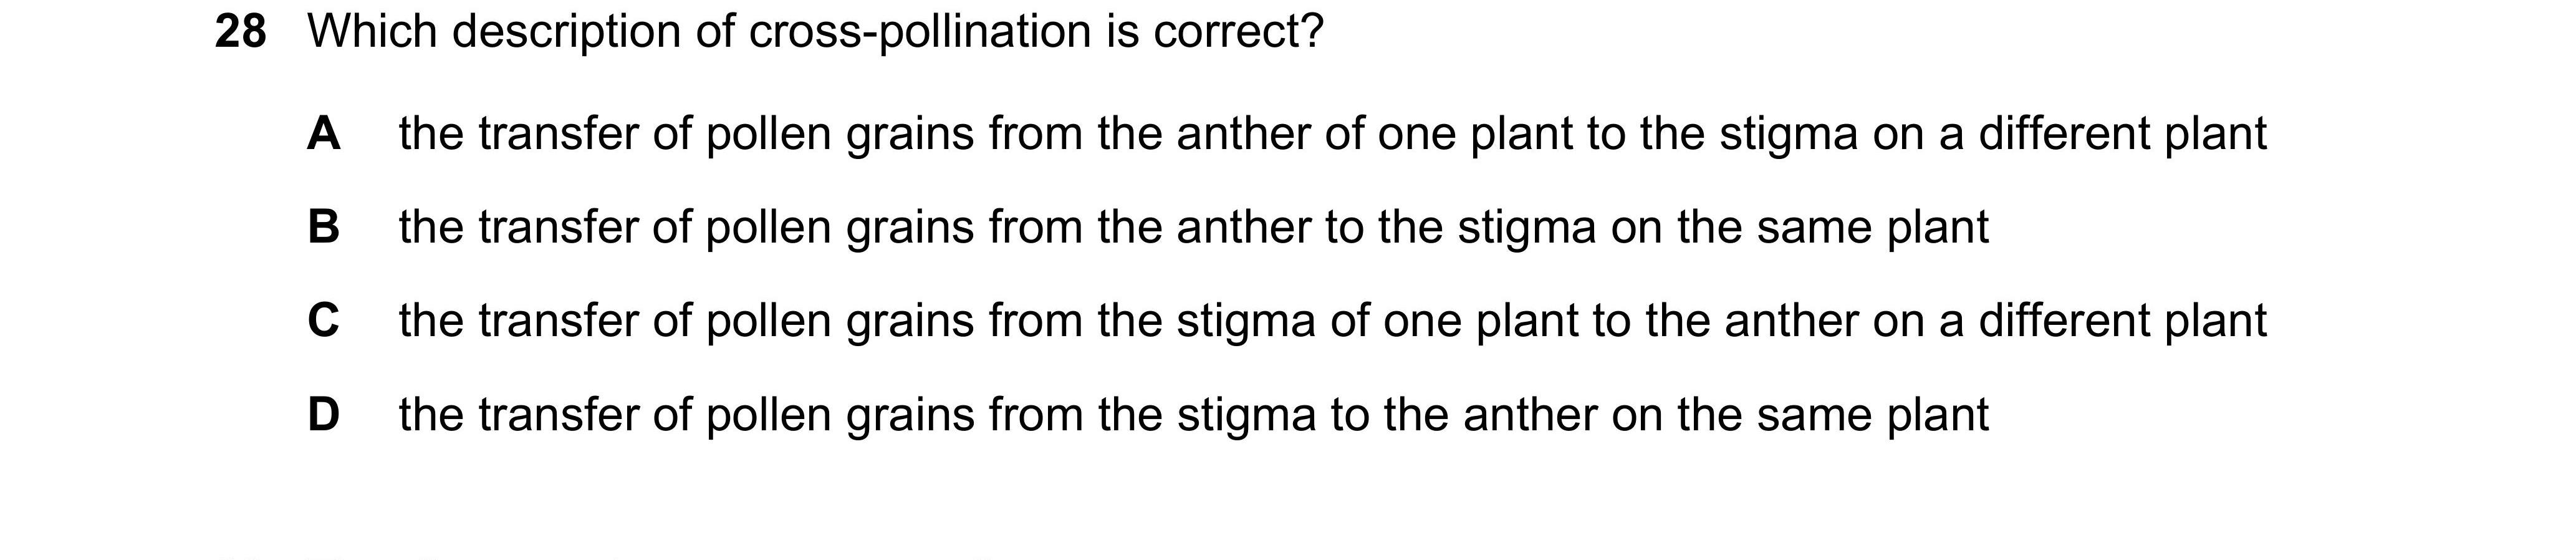 28 Which description of cross-pollination is correct?
A the transfer of pollen grains from the anther of one plant to the stigma on a different plant
B the transfer of pollen grains from the anther to the stigma on the same plant
C the transfer of pollen grains from the stigma of one plant to the anther on a different plant
D the transfer of pollen grains from the stigma to the anther on the same plant